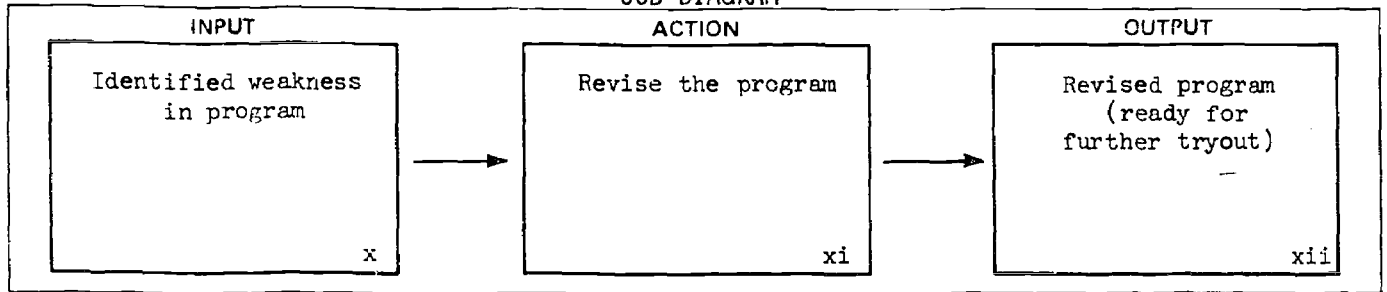 INPUT
ACTION
OUTPUT
Identified weakness
in program
x
Revise the program
xi
Revised program
(ready for
further tryout)
xii